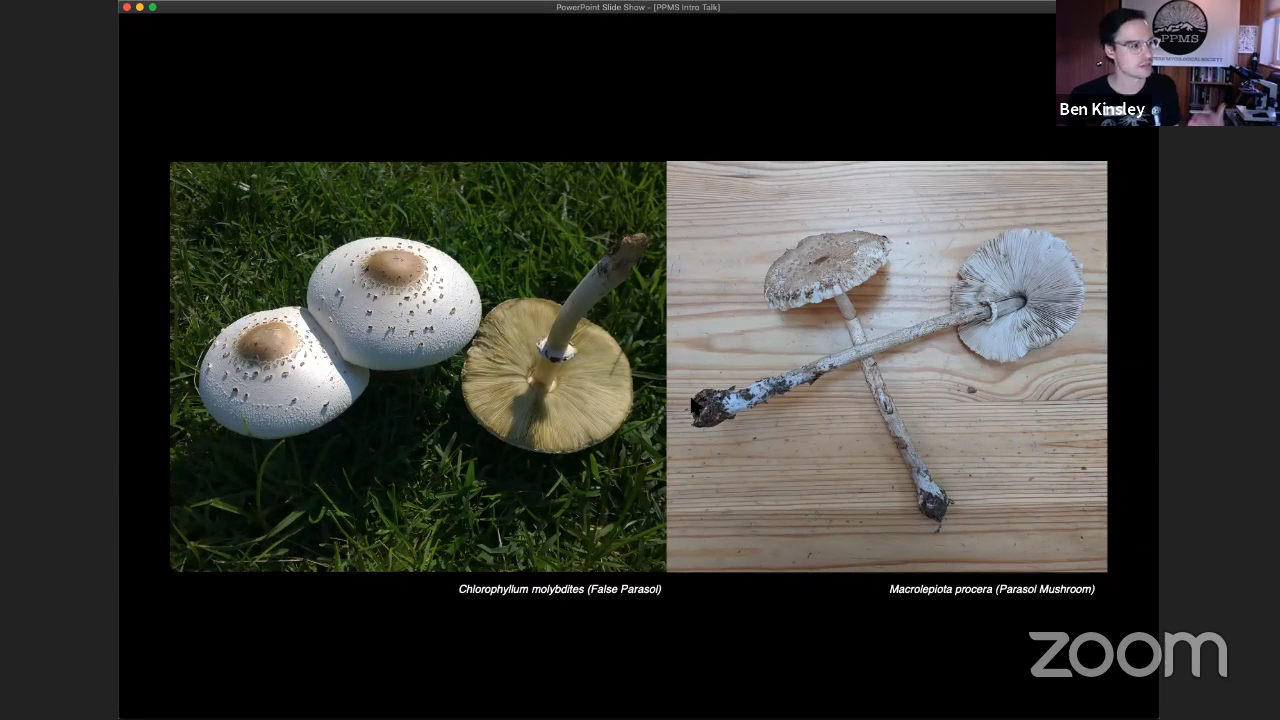 PowerPoint Slide Show - [PPMS Intro Talk]
PPMS
Ben Kinsley
Chlorophyllum molybdites (False Parasol)
Macrolepiota procera (Parasol Mushroom)
zoom